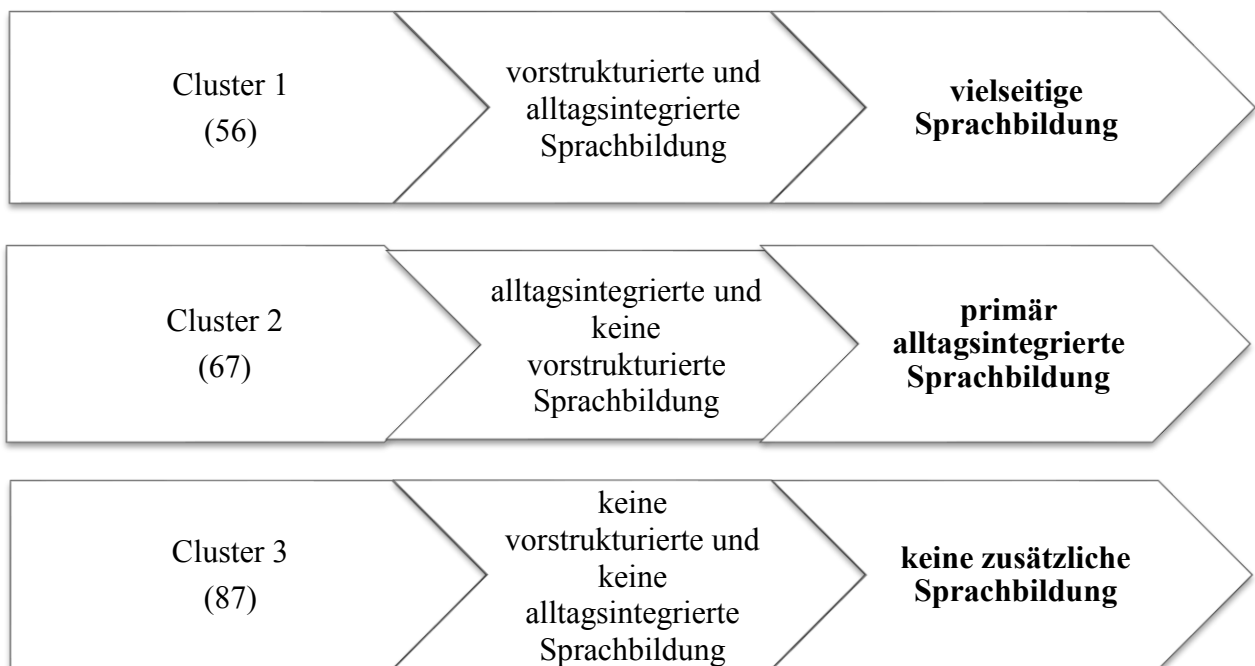 Cluster 1
(56)
vorstrukturierte und
alltagsintegrierte
Sprachbildung
vielseitige
Sprachbildung
Cluster 2
(67)
alltagsintegrierte und
keine
vorstrukturierte
Sprachbildung
primär
alltagsintegrierte
Sprachbildung
Cluster 3
(87)
keine
vorstrukturierte und
keine
alltagsintegrierte
Sprachbildung
keine zusätzliche
Sprachbildung